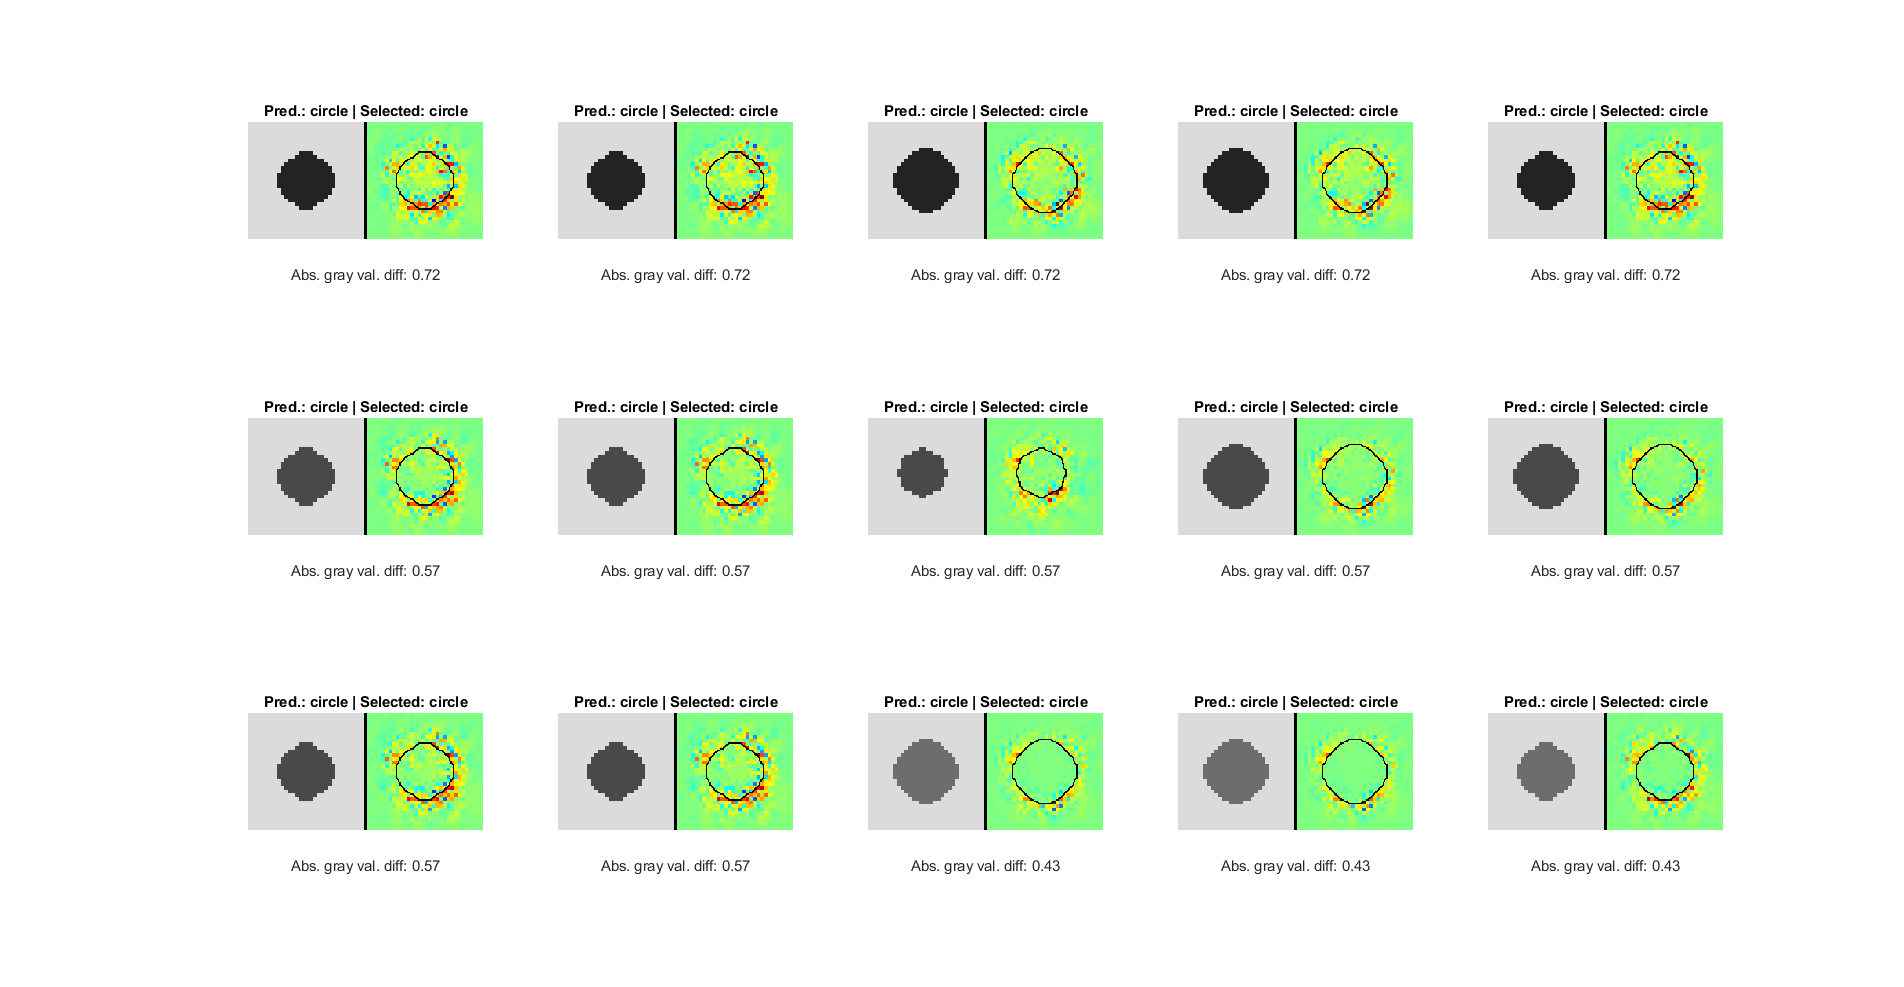 Pred.: circle | Selected: circle
Pred.: circle | Selected: circle
Pred.: circle | Selected: circle
Pred.: circle | Selected: circle
Pred.: circle | Selected: circle
Abs. gray val. diff: 0.72
Abs. gray val. diff: 0.72
Abs. gray val. diff: 0.72
Abs. gray val. diff: 0.72
Abs. gray val. diff: 0.72
Pred.: circle | Selected: circle
Pred.: circle | Selected: circle
Pred.: circle | Selected: circle
Pred.: circle | Selected: circle
Pred.: circle | Selected: circle
Abs. gray val. diff: 0.57
Abs. gray val. diff: 0.57
Abs. gray val. diff: 0.57
Abs. gray val. diff: 0.57
Abs. gray val. diff: 0.57
Pred.: circle | Selected: circle
Pred.: circle | Selected: circle
Pred.: circle | Selected: circle
Pred.: circle | Selected: circle
Pred.: circle | Selected: circle
Abs. gray val. diff: 0.57
Abs. gray val. diff: 0.57
Abs. gray val. diff: 0.43
Abs. gray val. diff: 0.43
Abs. gray val. diff: 0.43